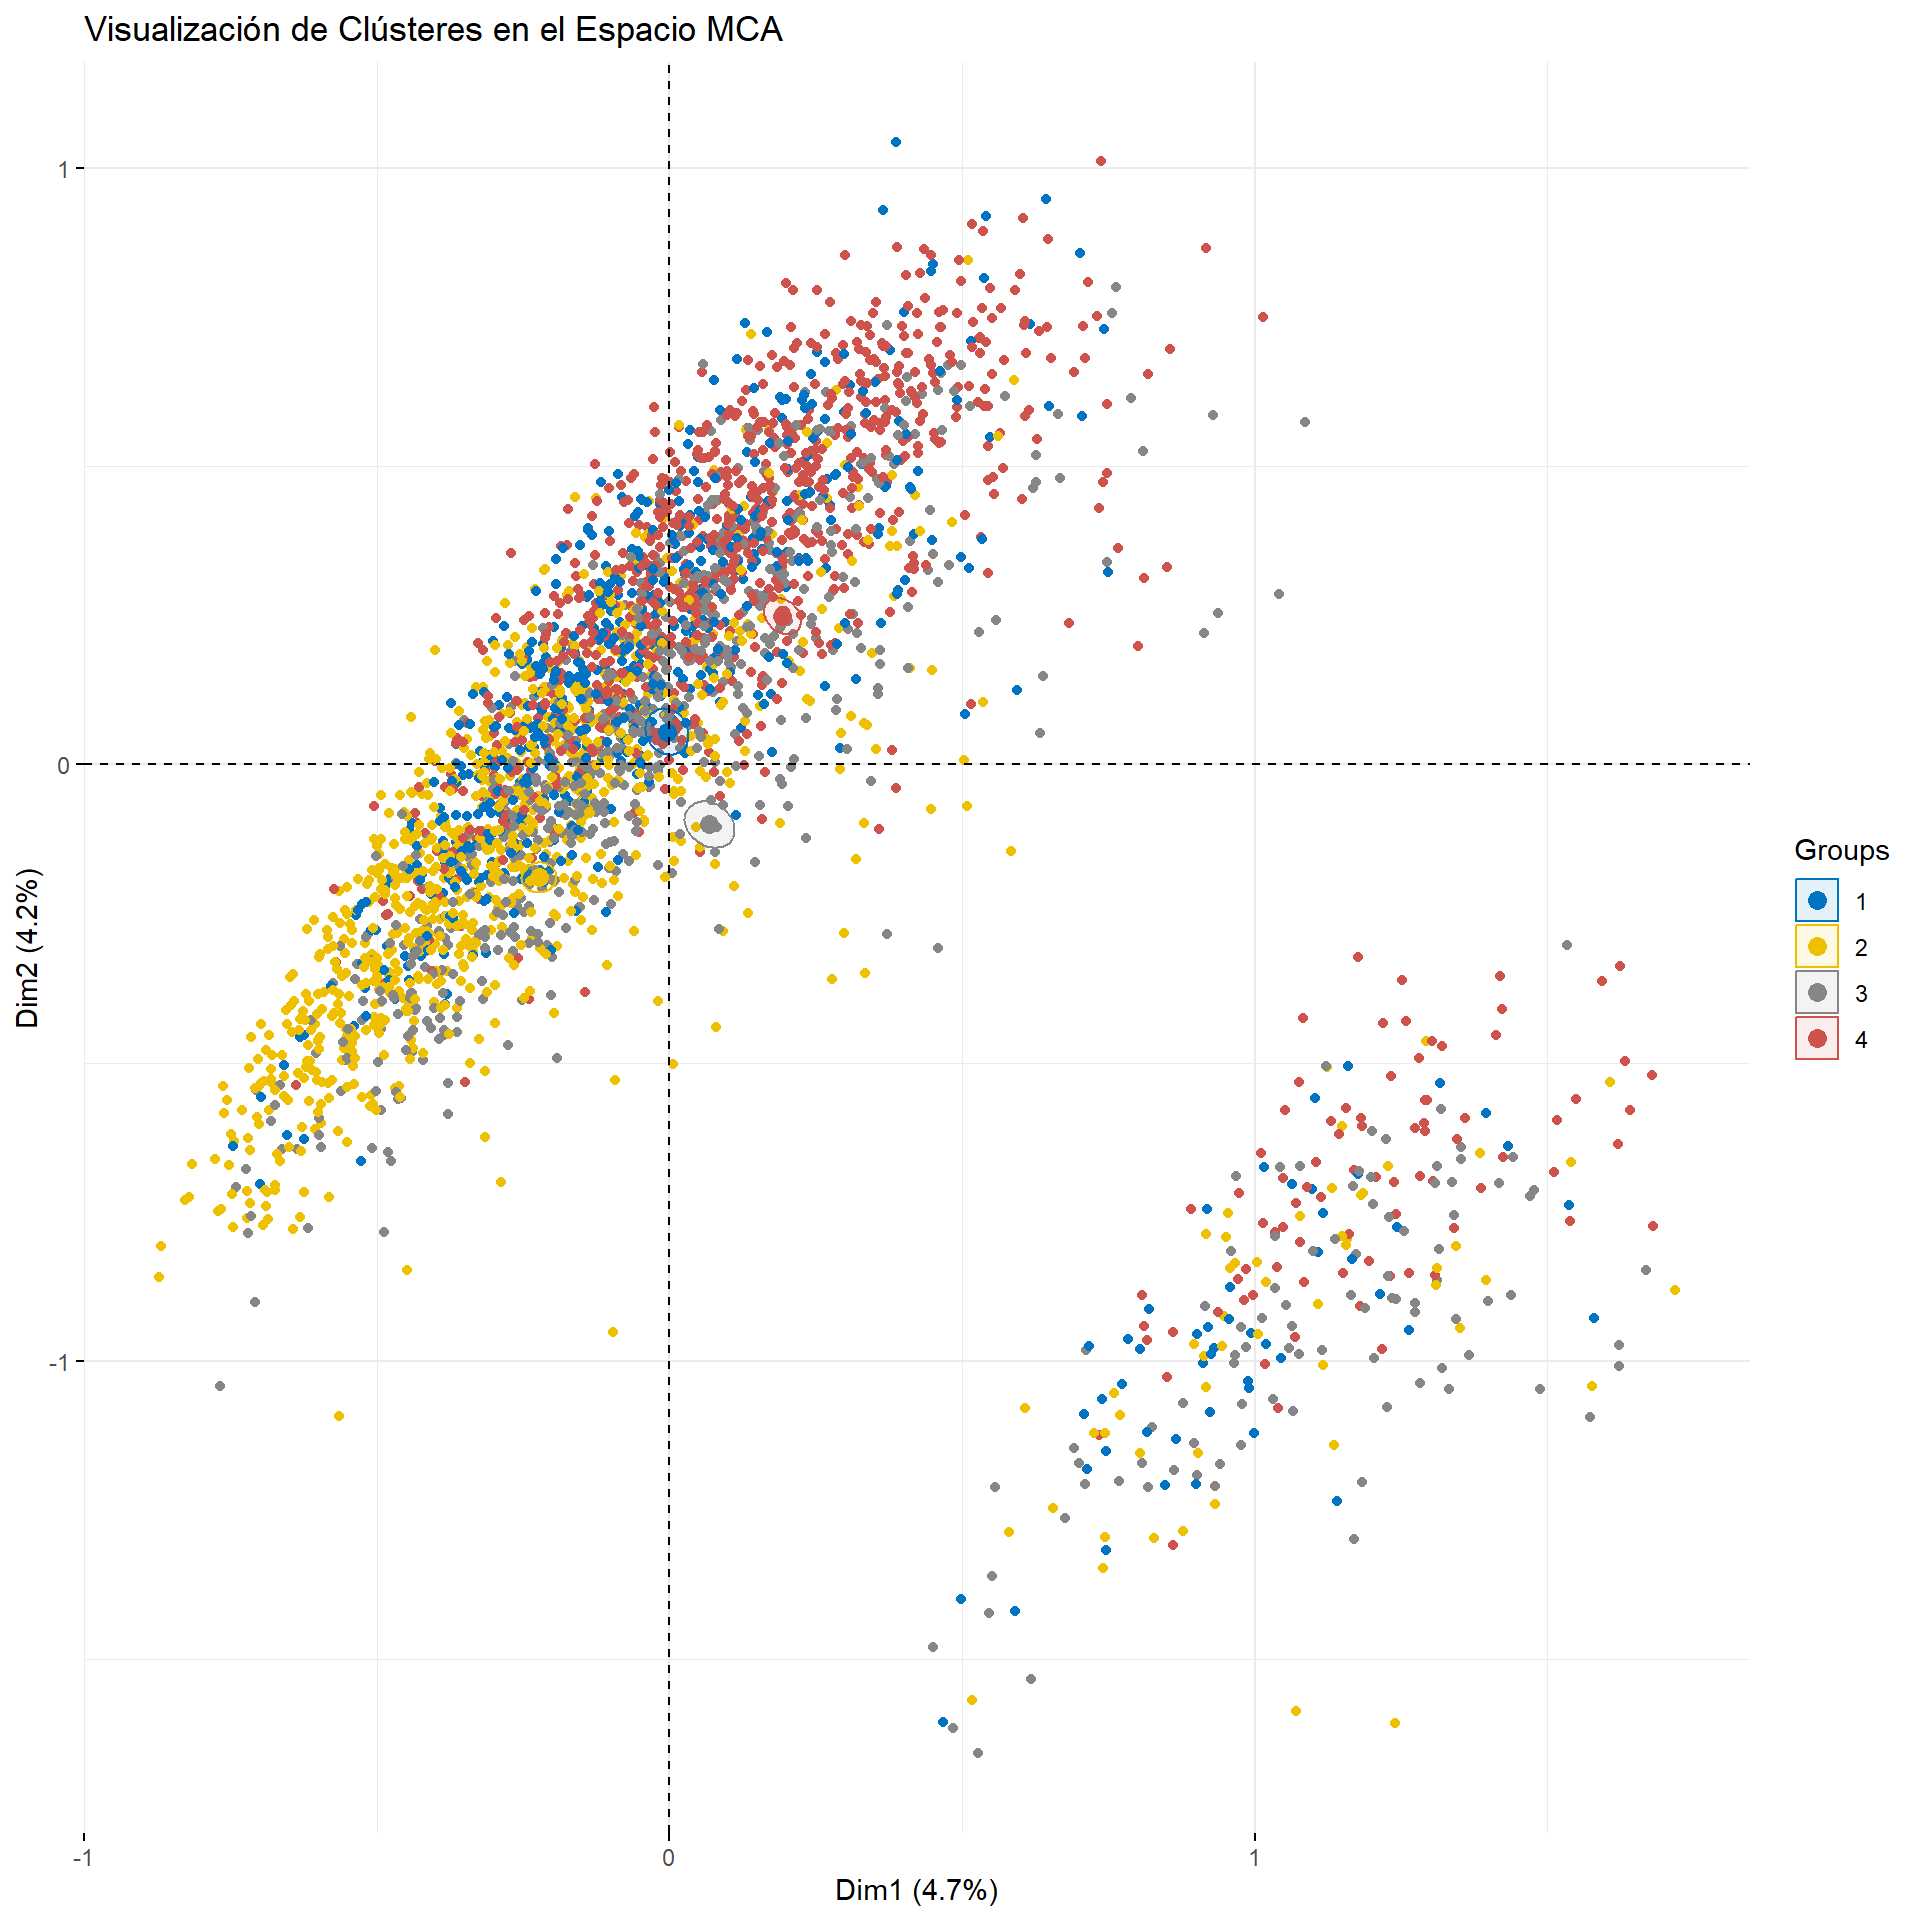 Visualización de Clústeres en el Espacio MCA
1
0
-1
Dim2 (4.2%)
-1
0
1
Dim1 (4.7%)
Groups
1
2
3
4